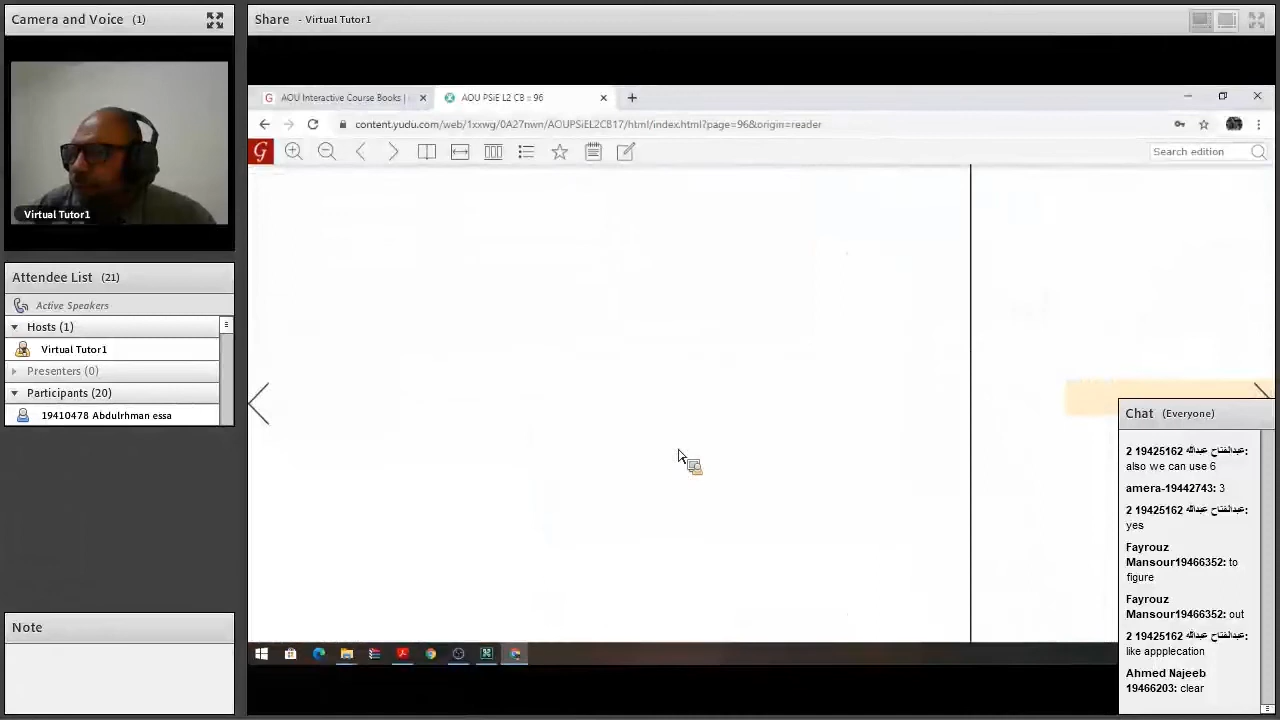 Camera and Voice (1)
Share - Virtual Tutor1
AOU Interactive Course Books |
AOU PSiE L2 CB = 96
content.yudu.com/web/1xxwg/0A27nwn/AOUPSiEL2CB17/html/index.html?page=96&origin=reader
G
Search edition
Virtual Tutor1
Attendee List (21)
Active Speakers
Hosts (1)
Virtual Tutor1
Presenters (0)
Participants (20)
19410478 Abdulrhman essa
Note
Chat (Everyone)
2 19425162 عبدالفتاح عبدالله:
also we can use 6
amera-19442743: 3
2 19425162 عبدالفتاح عبدالله:
yes
Fayrouz
Mansour19466352: to
figure
Fayrouz
Mansour19466352: out
2 19425162 عبدالفتاح عبدالله:
like appplecation
Ahmed Najeeb
19466203: clear